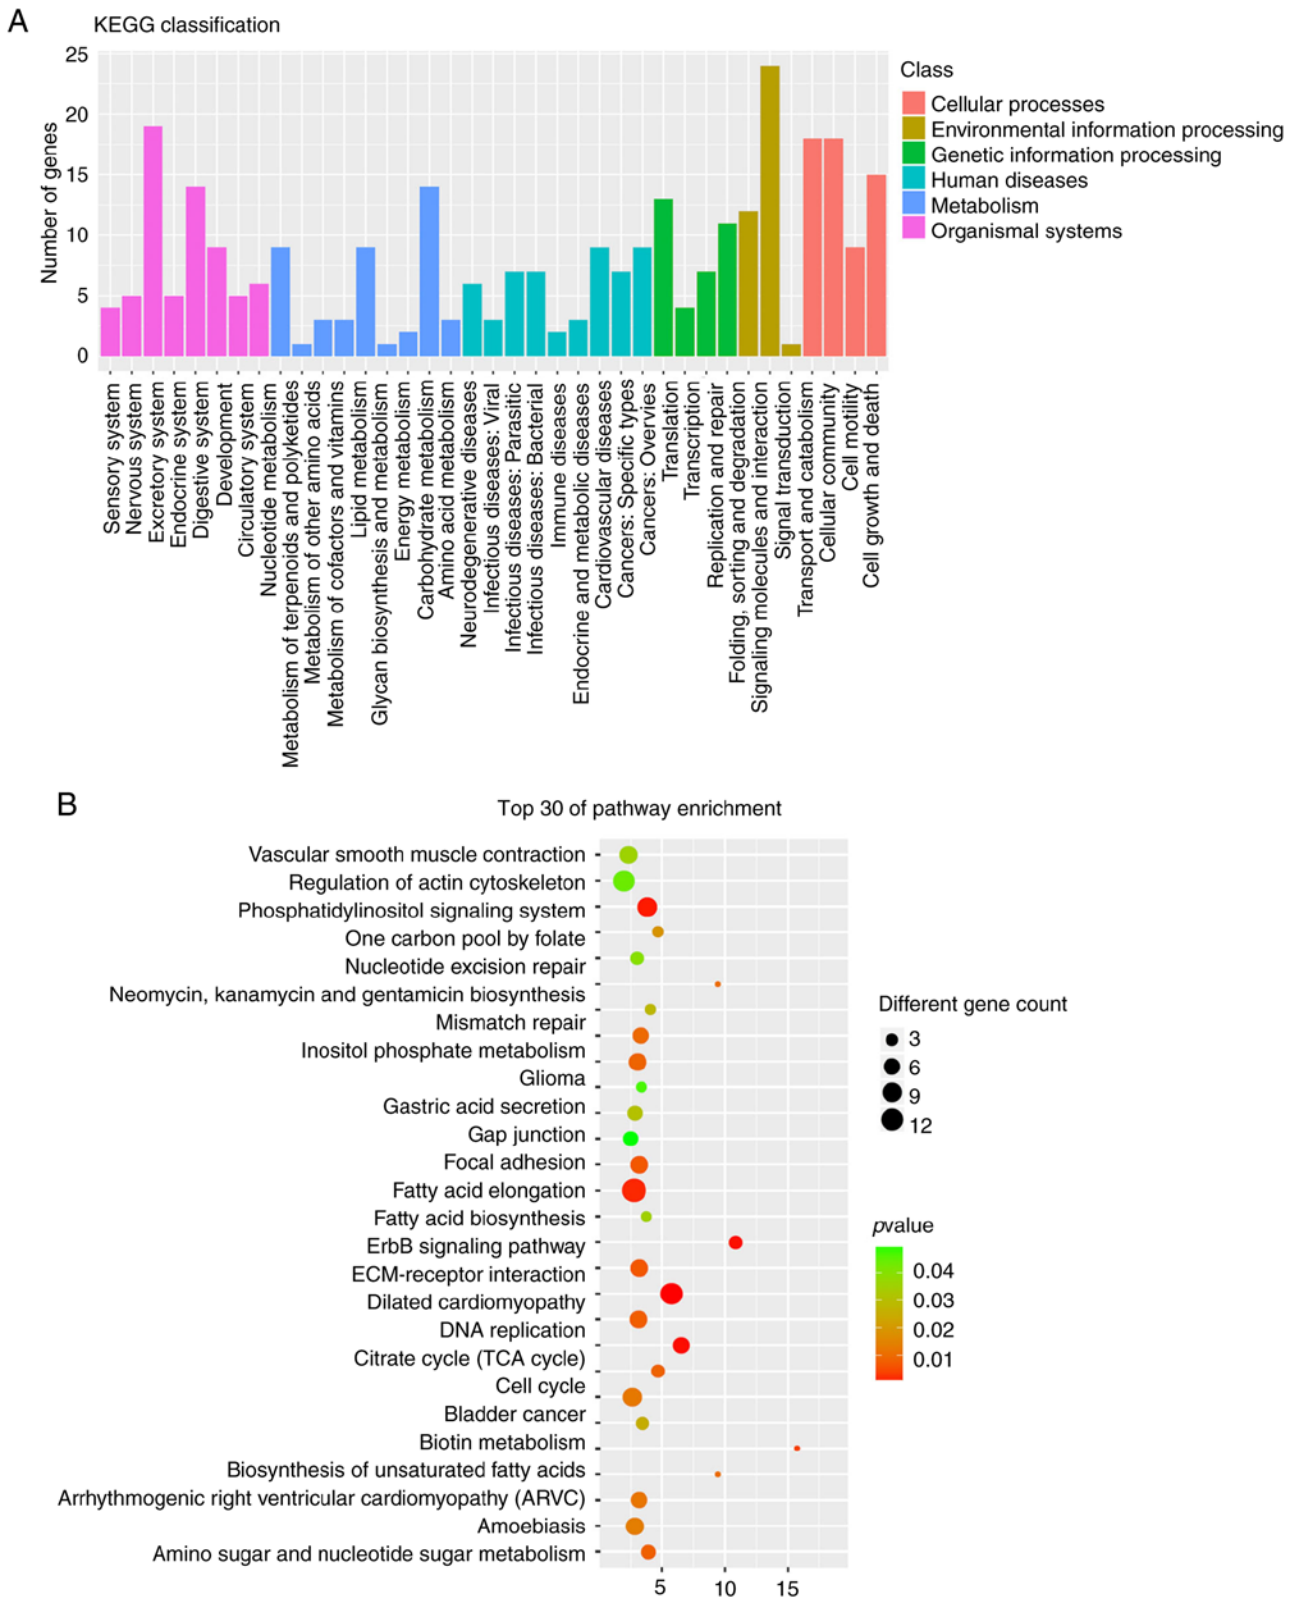 A
KEGG classification
Number of genes
25
20
15
10
5
0
Sensory system
Nervous system
Excretory system
Endocrine system
Digestive system
Development
Circulatory system
Nucleotide metabolism
Metabolism of terpenoids and polyketides
Metabolism of other amino acids
Metabolism of cofactors and vitamins
Lipid metabolism
Glycan biosynthesis and metabolism
Energy metabolism
Carbohydrate metabolism
Amino acid metabolism
Neurodegenerative diseases
Infectious diseases: Viral
Infectious diseases: Parasitic
Infectious diseases: Bacterial
Immune diseases
Endocrine and metabolic diseases
Cardiovascular diseases
Cancers: Specific types
Cancers: Overvies
Translation
Transcription
Replication and repair
Folding, sorting and degradation
Signaling molecules and interaction
Signal transduction
Transport and catabolism
Cellular community
Cell motility
Cell growth and death
Class
Cellular processes
Environmental information processing
Genetic information processing
Human diseases
Metabolism
Organismal systems
B
Top 30 of pathway enrichment
Vascular smooth muscle contraction
Regulation of actin cytoskeleton
Phosphatidylinositol signaling system
One carbon pool by folate
Nucleotide excision repair
Neomycin, kanamycin and gentamicin biosynthesis
Mismatch repair
Inositol phosphate metabolism
Glioma
Gastric acid secretion
Gap junction
Focal adhesion
Fatty acid elongation
Fatty acid biosynthesis
ErbB signaling pathway
ECM-receptor interaction
Dilated cardiomyopathy
DNA replication
Citrate cycle (TCA cycle)
Cell cycle
Bladder cancer
Biotin metabolism
Biosynthesis of unsaturated fatty acids
Arrhythmogenic right ventricular cardiomyopathy (ARVC)
Amoebiasis
Amino sugar and nucleotide sugar metabolism
5 10 15
Different gene count
3
6
9
12
pvalue
0.04
0.03
0.02
0.01